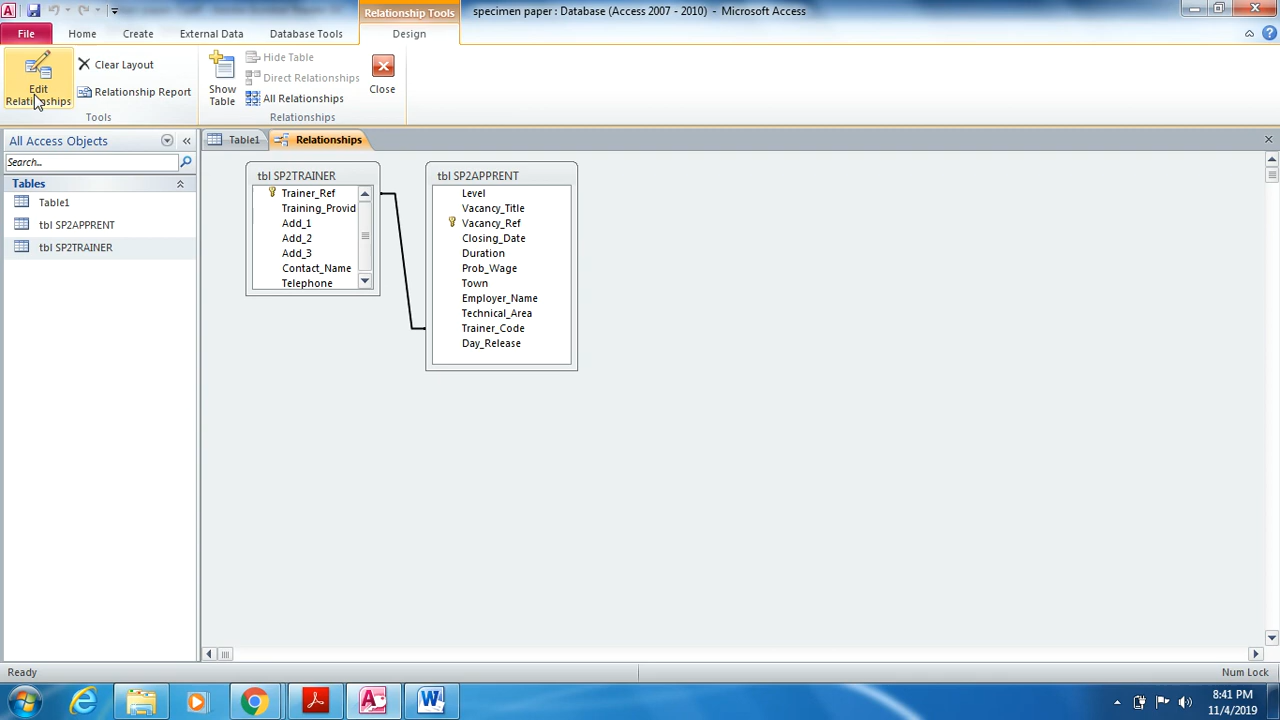 Relationship Tools
specimen paper : Database (Access 2007 - 2010) - Microsoft Access
File Home Create External Data Database Tools Design
Edit Relationships
Clear Layout
Relationship Report
Tools
Show Table
Hide Table
Direct Relationships
All Relationships
Close
Relationships
All Access Objects
Search...
Tables
Table1
tbl SP2APPRENT
tbl SP2TRAINER
Table1 Relationships
tbl SP2TRAINER
Trainer_Ref
Training_Provid
Add_1
Add_2
Add_3
Contact_Name
Telephone
tbl SP2APPRENT
Level
Vacancy_Title
Vacancy_Ref
Closing_Date
Duration
Prob_Wage
Town
Employer_Name
Technical_Area
Trainer_Code
Day_Release
Ready
Num Lock
8:41 PM
11/4/2019